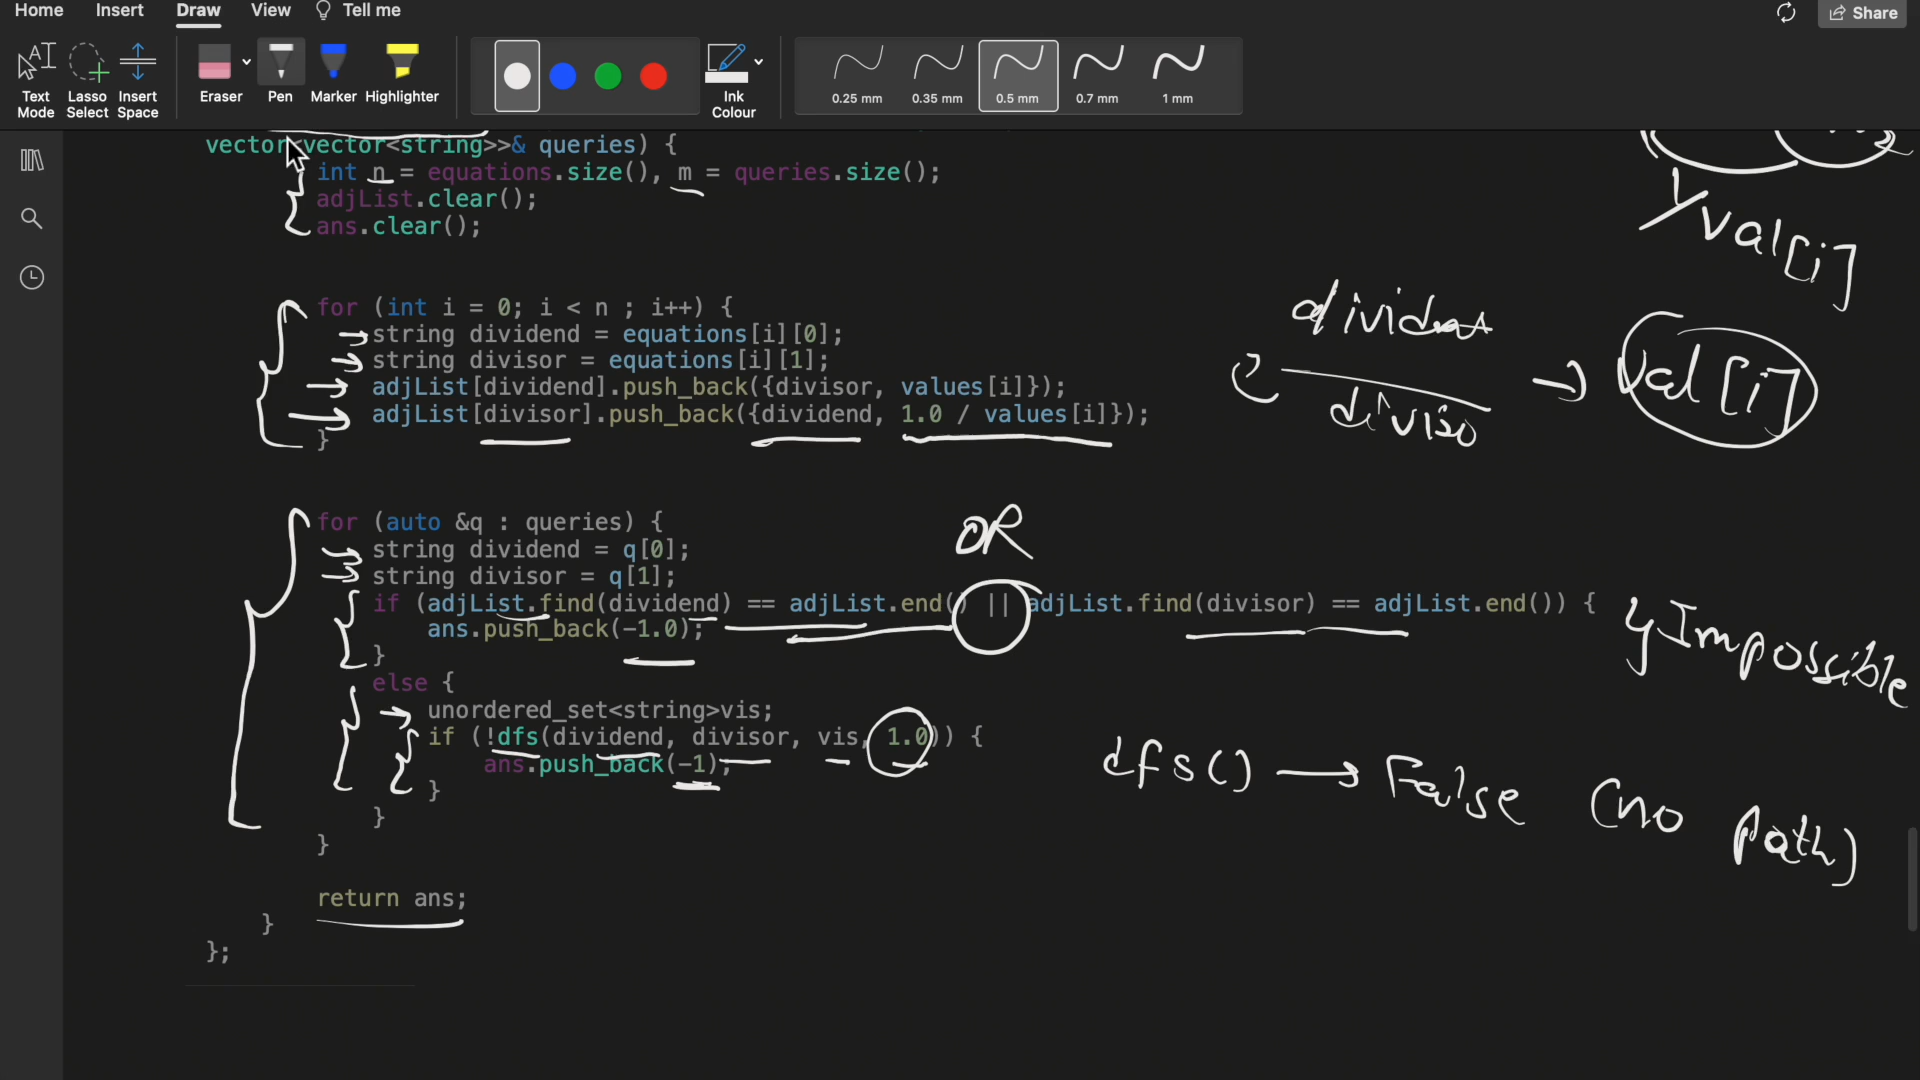 Home Insert Draw View Tell me Share
Text Mode Lasso Select Insert Space Eraser Pen Marker Highlighter Ink Colour 0.25 mm 0.35 mm 0.5 mm 0.7 mm 1 mm
vector<vector<string>>& queries) {
int n = equations.size(), m = queries.size();
adjList.clear();
ans.clear();
1/val[i]
for (int i = 0; i < n ; i++) {
string dividend = equations[i][0];
string divisor = equations[i][1];
adjList[dividend].push_back({divisor, values[i]});
adjList[divisor].push_back({dividend, 1.0 / values[i]});
}
val[i]
for (auto &q : queries) {
OR
string dividend = q[0];
string divisor = q[1];
if (adjList.find(dividend) == adjList.end() || adjList.find(divisor) == adjList.end()) {
ans.push_back(-1.0);
Impossible
}
else {
unordered_set<string>vis;
if (!dfs(dividend, divisor, vis, 1.0)) {
ans.push_back(-1);
dfs() → False (no path)
}
}
}
return ans;
}
};